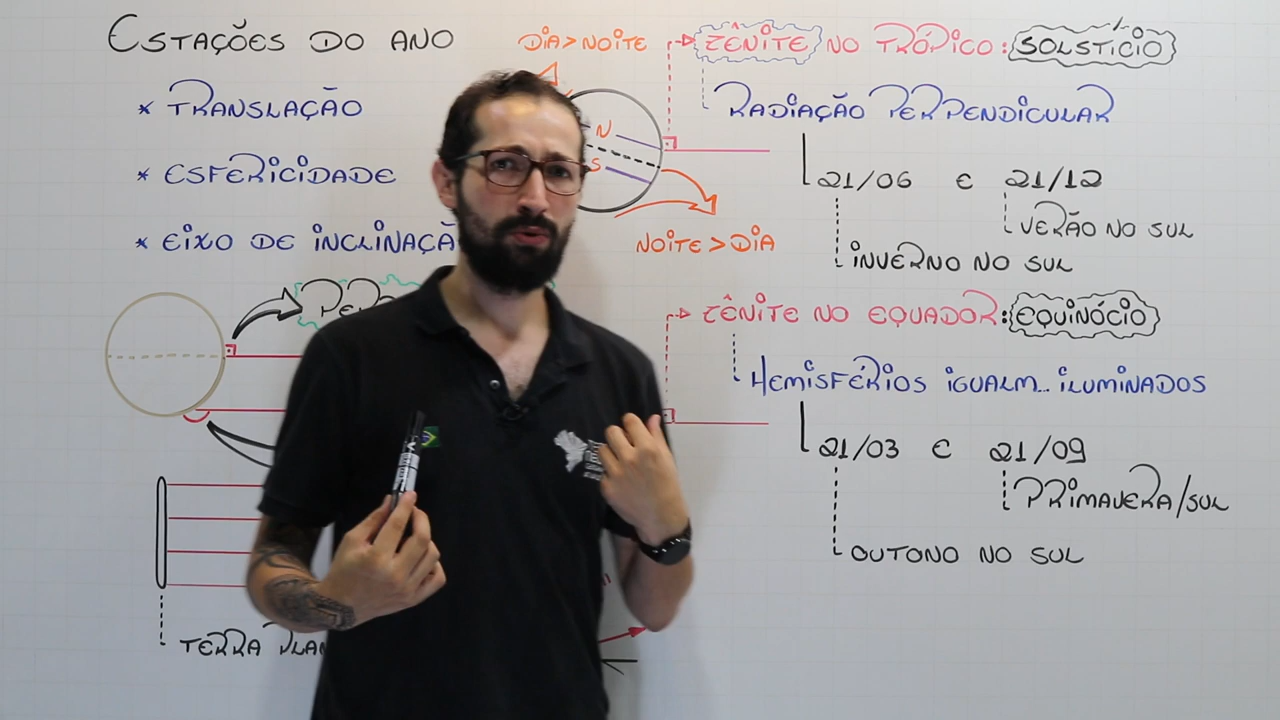 ESTAÇÕES DO ANO
* TRANSLAÇÃO
* ESFERICIDADE
* EIXO DE INCLINAÇÃ
TERRA PLAN
DIA > NOITE
N
S
NOITE > DIA
ZÊNITE NO TRÓPICO: SOLSTÍCIO
RADIAÇÃO PERPENDICULAR
21/06 E 21/12
VERÃO NO SUL
INVERNO NO SUL
ZÊNITE NO EQUADOR: EQUINÓCIO
HEMISFÉRIOS IGUALM... ILUMINADOS
21/03 E 21/09
PRIMAVERA/SUL
OUTONO NO SUL